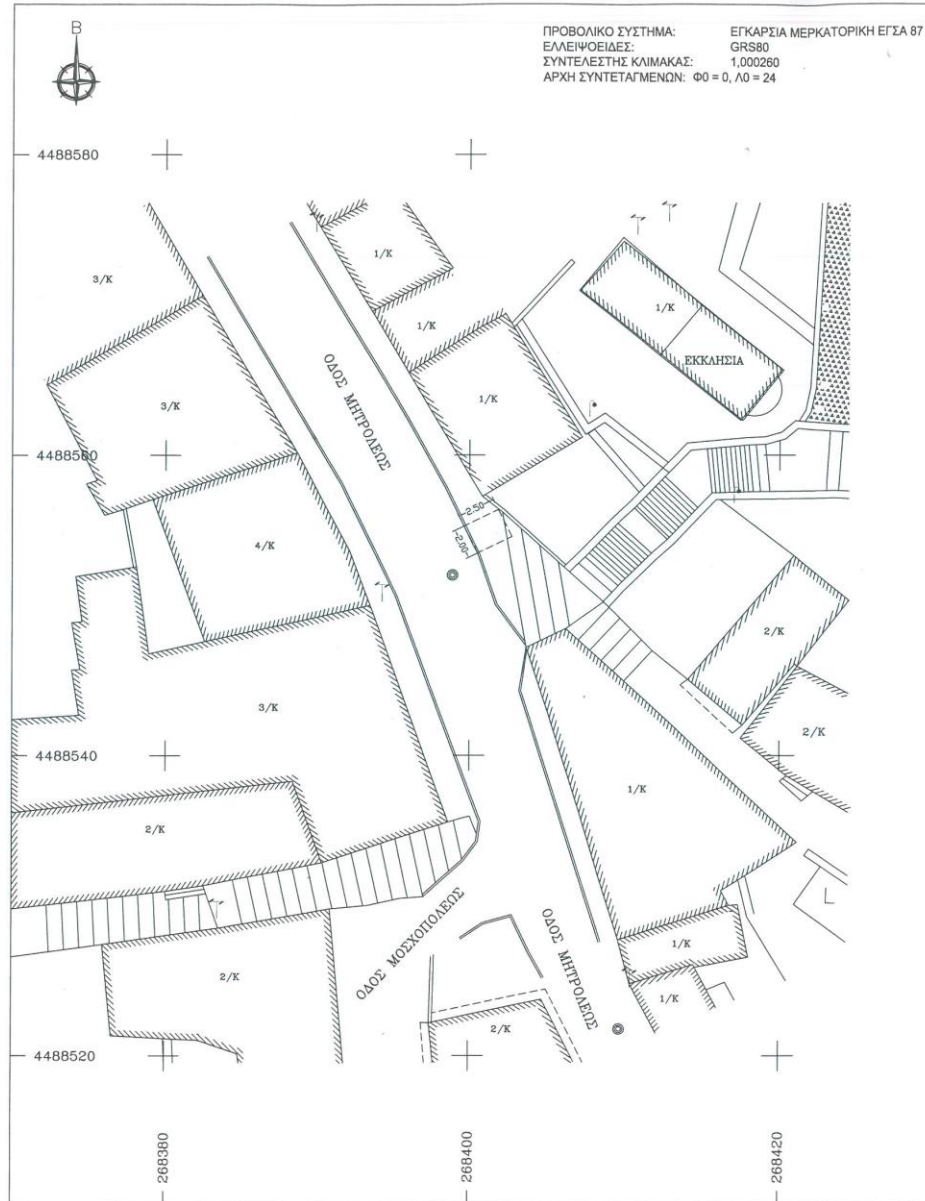 Β
ΠΡΟΒΟΛΙΚΟ ΣΥΣΤΗΜΑ: ΕΓΚΑΡΣΙΑ ΜΕΡΚΑΤΟΡΙΚΗ ΕΓΣΑ 87
ΕΛΛΕΙΨΟΕΙΔΕΣ: GRS80
ΣΥΝΤΕΛΕΣΤΗΣ ΚΛΙΜΑΚΑΣ: 1,000260
ΑΡΧΗ ΣΥΝΤΕΤΑΓΜΕΝΩΝ: Φ0 = 0, Λ0 = 24
4488580
1/Κ
3/Κ
1/Κ
1/Κ
ΕΚΚΛΗΣΙΑ
ΟΔΟΣ ΜΗΤΡΟΛΕΩΣ
3/Κ
1/Κ
4488560
2.50
2.00
4/Κ
2/Κ
3/Κ
2/Κ
4488540
1/Κ
2/Κ
ΟΔΟΣ ΜΟΣΧΟΠΟΛΕΩΣ
ΟΔΟΣ ΜΗΤΡΟΛΕΩΣ
1/Κ
2/Κ
1/Κ
2/Κ
4488520
268380
268400
268420